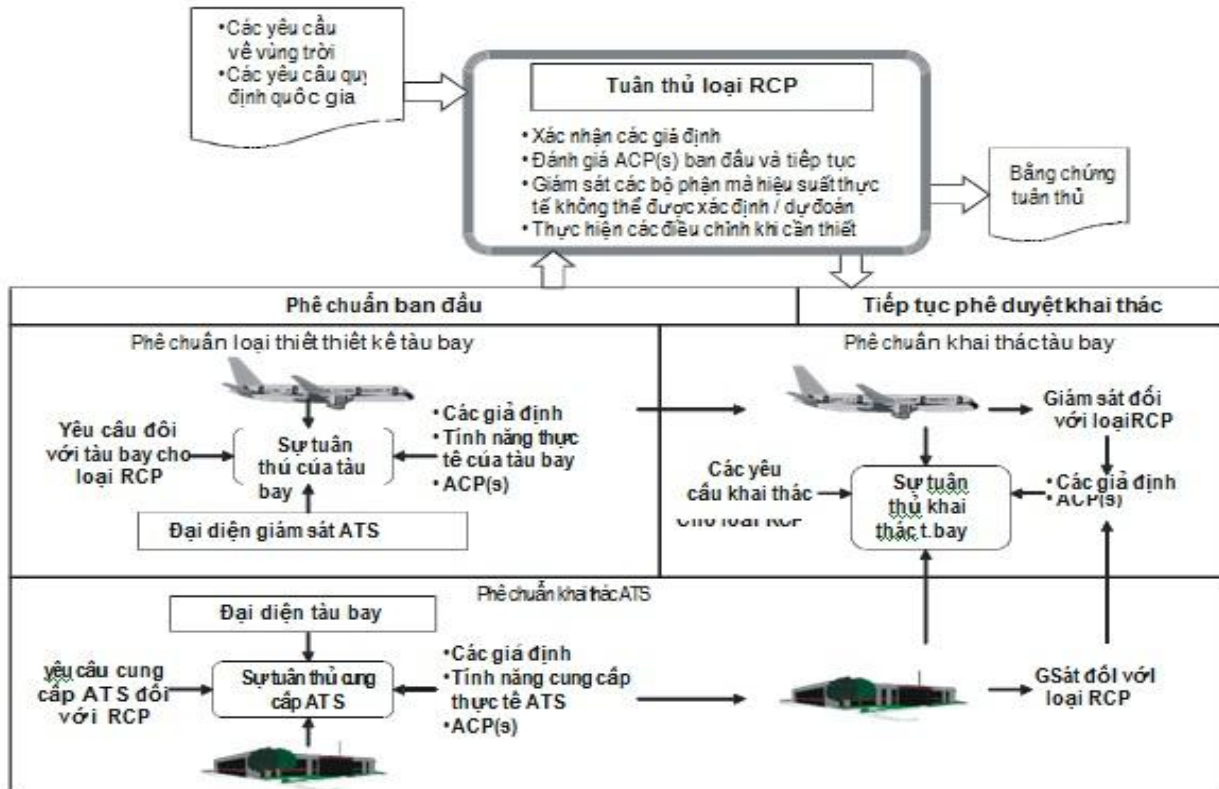 •Các yêu cầu
về vùng trời
•Các yêu cầu quy
định quốc gia
Tuân thủ loại RCP
•Xác nhận các giả định
•Đánh giá ACP(s) ban đầu và tiếp tục
•Giám sát các bộ phận mà hiệu suất thực
tế không thể được xác định / dự đoán
•Thực hiện các điều chỉnh khi cần thiết
Bằng chứng
tuân thủ
Phê chuẩn ban đầu
Tiếp tục phê duyệt khai thác
Phê chuẩn loại thiết thiết kế tàu bay
Phê chuẩn khai thác tàu bay
Yêu cầu đối
với tàu bay cho
loại RCP
Sự tuân
thủ của tàu
bay
•Các giả định
•Tính năng thực
tế của tàu bay
•ACP(s)
Đại diện giám sát ATS
Giám sát đối
với loại RCP
Các yêu
cầu khai thác
cho loại RCP
Sự tuân
thủ khai
thác t.bay
•Các giả định
•ACP(s)
Phê chuẩn khai thác ATS
Đại diện tàu bay
yêu cầu cung
cấp ATS đối
với RCP
Sự tuân thủ cung
cấp ATS
•Các giả định
•Tính năng cung cấp
thực tế ATS
•ACP(s)
GSát đối với
loại RCP